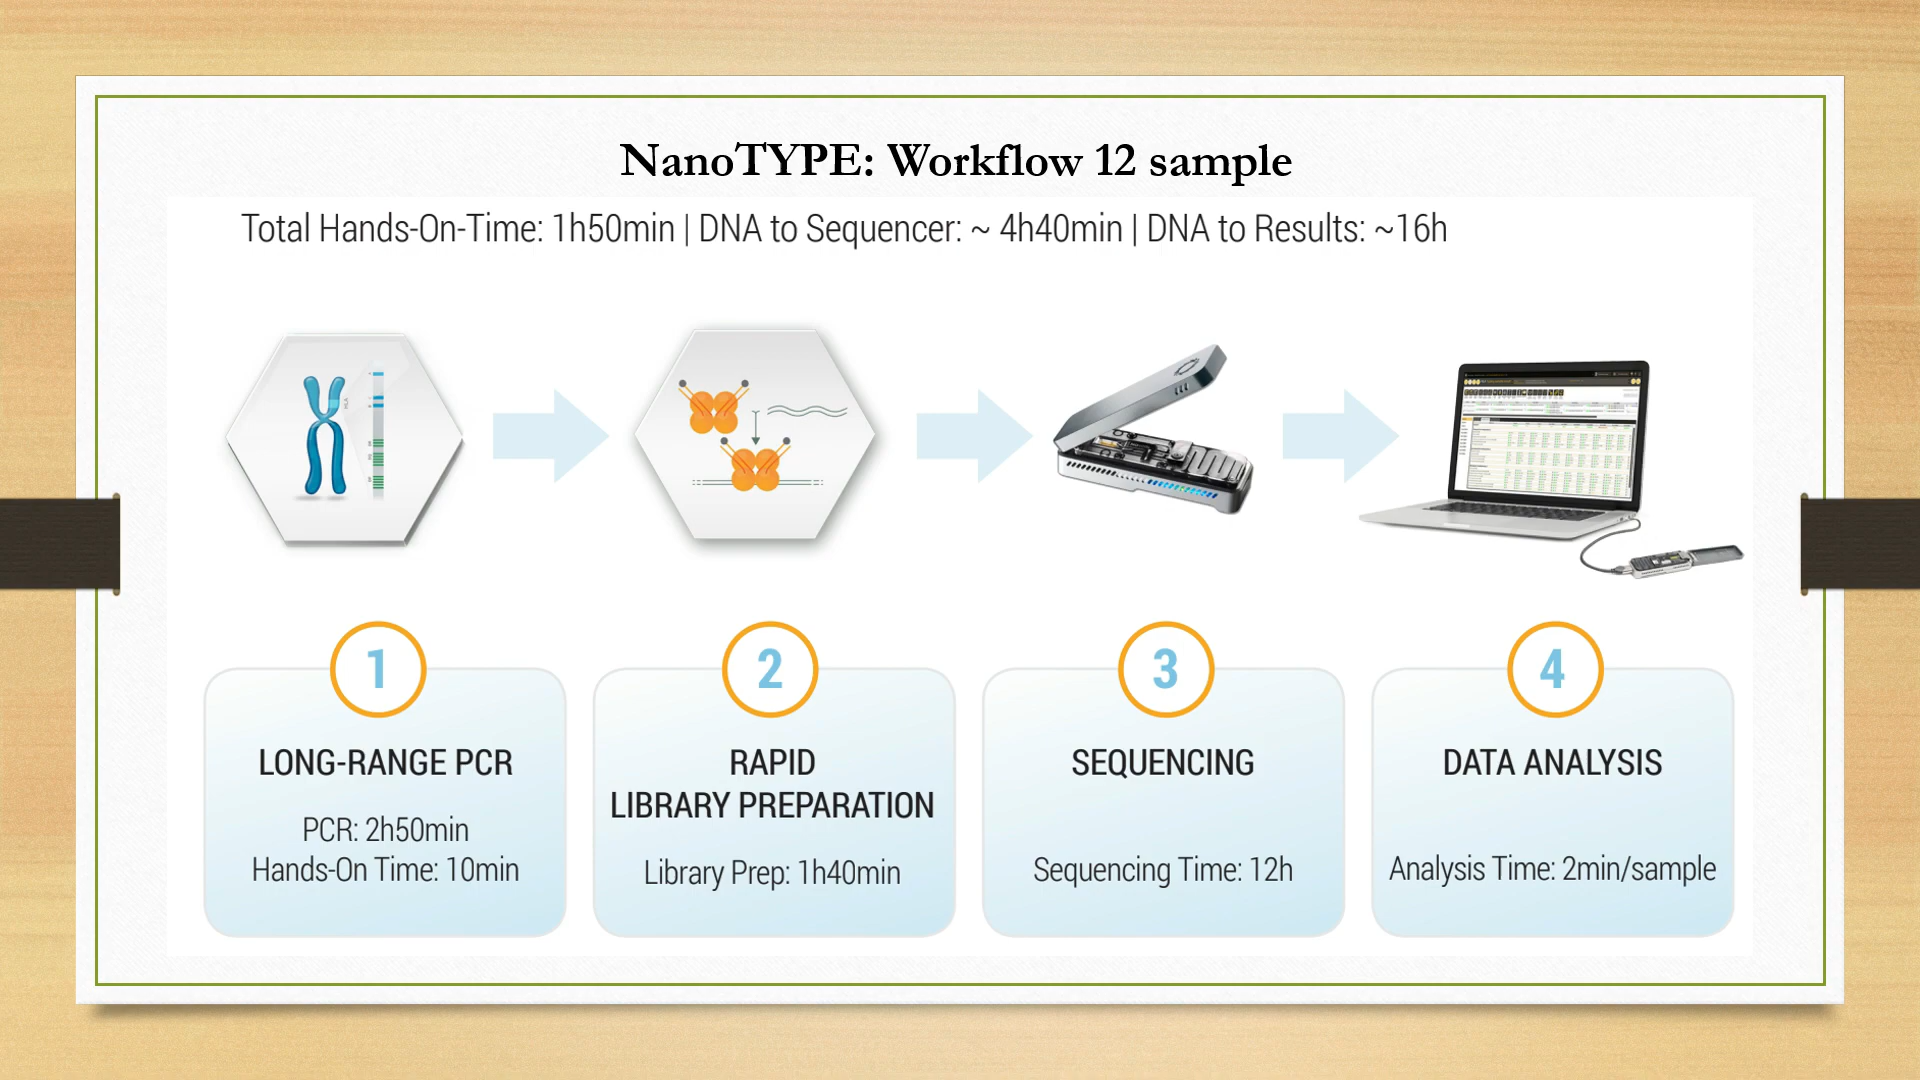 NanoTYPE: Workflow 12 sample
Total Hands-On-Time: 1h50min | DNA to Sequencer: ~ 4h40min | DNA to Results: ~16h
1
LONG-RANGE PCR
PCR: 2h50min
Hands-On Time: 10min
2
RAPID
LIBRARY PREPARATION
Library Prep: 1h40min
3
SEQUENCING
Sequencing Time: 12h
4
DATA ANALYSIS
Analysis Time: 2min/sample